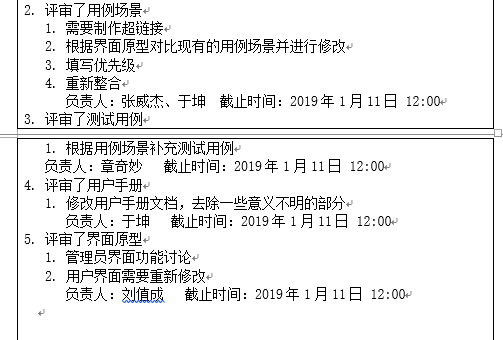 2. 评审了用例场景
1. 需要制作超链接
2. 根据界面原型对比现有的用例场景并进行修改
3. 填写优先级
4. 重新整合
负责人：张威杰、于坤 截止时间：2019 年 1 月 11 日 12:00
3. 评审了测试用例
1. 根据用例场景补充测试用例
负责人：章奇妙 截止时间：2019 年 1 月 11 日 12:00
4. 评审了用户手册
1. 修改用户手册文档，去除一些意义不明的部分
负责人：于坤 截止时间：2019 年 1 月 11 日 12:00
5. 评审了界面原型
1. 管理员界面功能讨论
2. 用户界面需要重新修改
负责人：刘值成 截止时间：2019 年 1 月 11 日 12:00